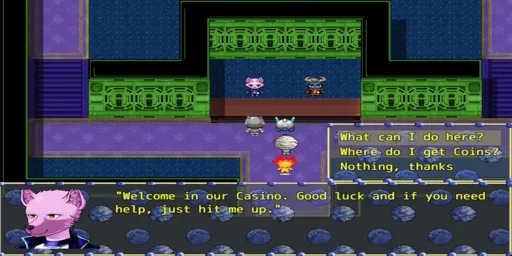 What can I do here?
Where do I get Coins?
Nothing, thanks
"Welcome in our Casino. Good luck and if you need
help, just hit me up."